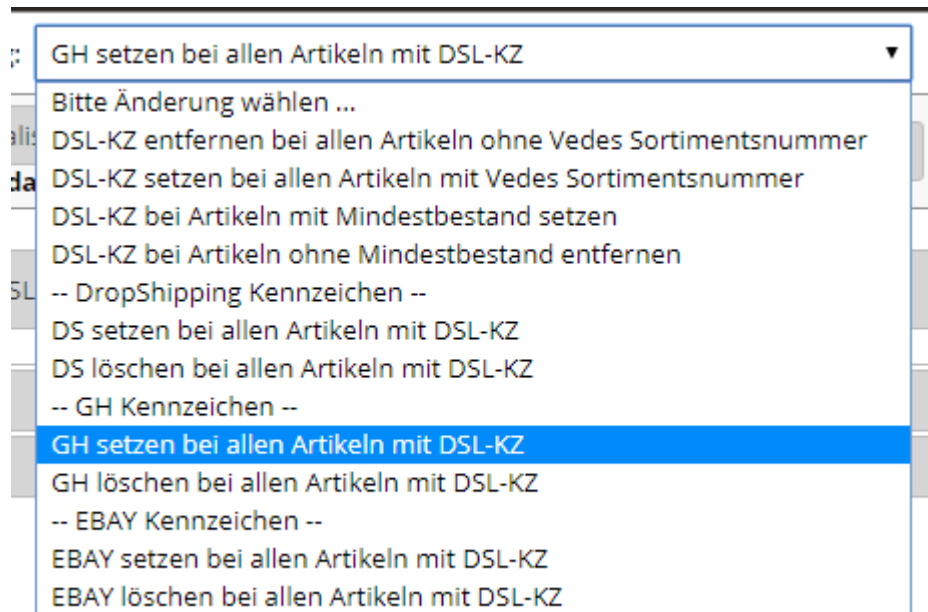 GH setzen bei allen Artikeln mit DSL-KZ
Bitte Änderung wählen ...
DSL-KZ entfernen bei allen Artikeln ohne Vedes Sortimentsnummer
DSL-KZ setzen bei allen Artikeln mit Vedes Sortimentsnummer
DSL-KZ bei Artikeln mit Mindestbestand setzen
DSL-KZ bei Artikeln ohne Mindestbestand entfernen
-- DropShipping Kennzeichen --
DS setzen bei allen Artikeln mit DSL-KZ
DS löschen bei allen Artikeln mit DSL-KZ
-- GH Kennzeichen --
GH setzen bei allen Artikeln mit DSL-KZ
GH löschen bei allen Artikeln mit DSL-KZ
-- EBAY Kennzeichen --
EBAY setzen bei allen Artikeln mit DSL-KZ
EBAY löschen bei allen Artikeln mit DSL-KZ